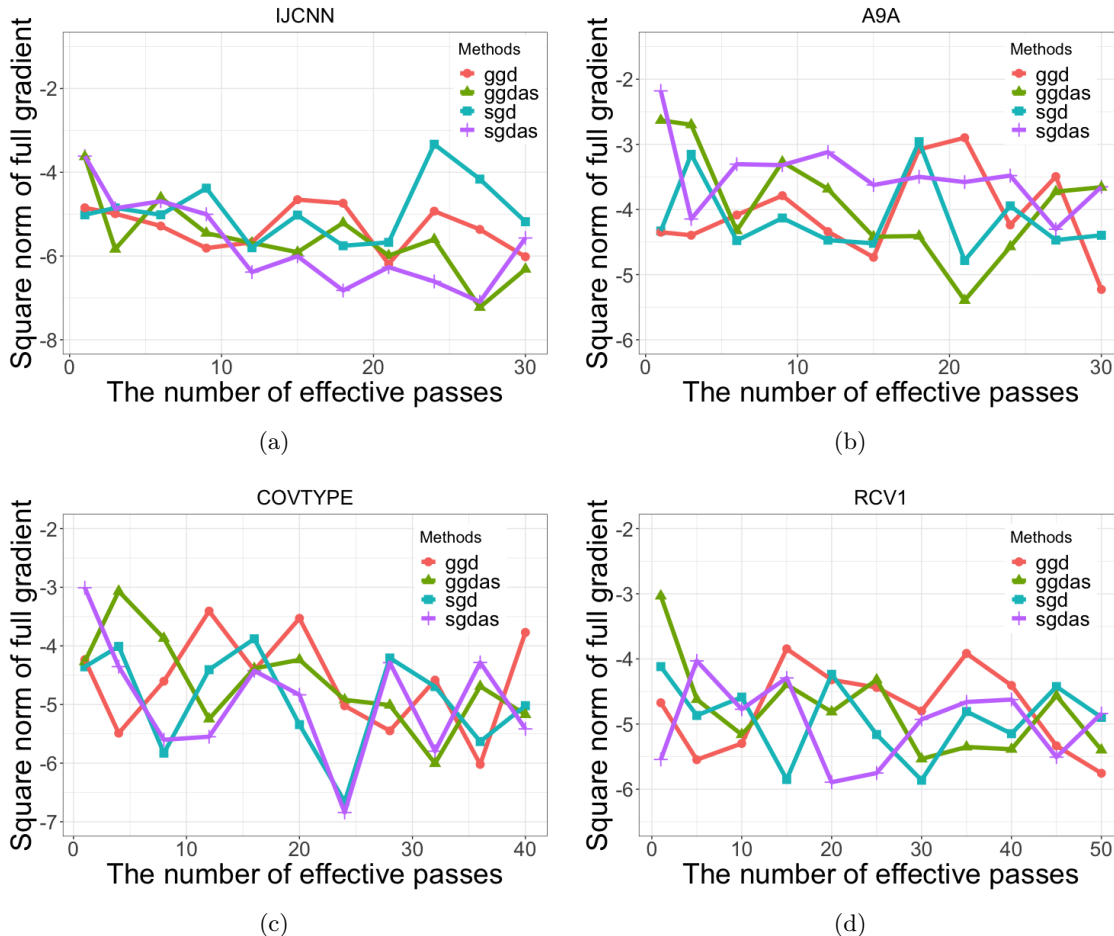 IJCNN
Square norm of full gradient
-2
-4
-6
-8
Methods
ggd
ggdas
sgd
sgdas
0
10
20
30
The number of effective passes
(a)
A9A
Square norm of full gradient
-2
-3
-4
-5
-6
Methods
ggd
ggdas
sgd
sgdas
0
10
20
30
The number of effective passes
(b)
COVTYPE
Square norm of full gradient
-2
-3
-4
-5
-6
-7
Methods
ggd
ggdas
sgd
sgdas
0
10
20
30
40
The number of effective passes
(c)
RCV1
Square norm of full gradient
-2
-4
-5
-6
Methods
ggd
ggdas
sgd
sgdas
0
10
20
30
40
50
The number of effective passes
(d)